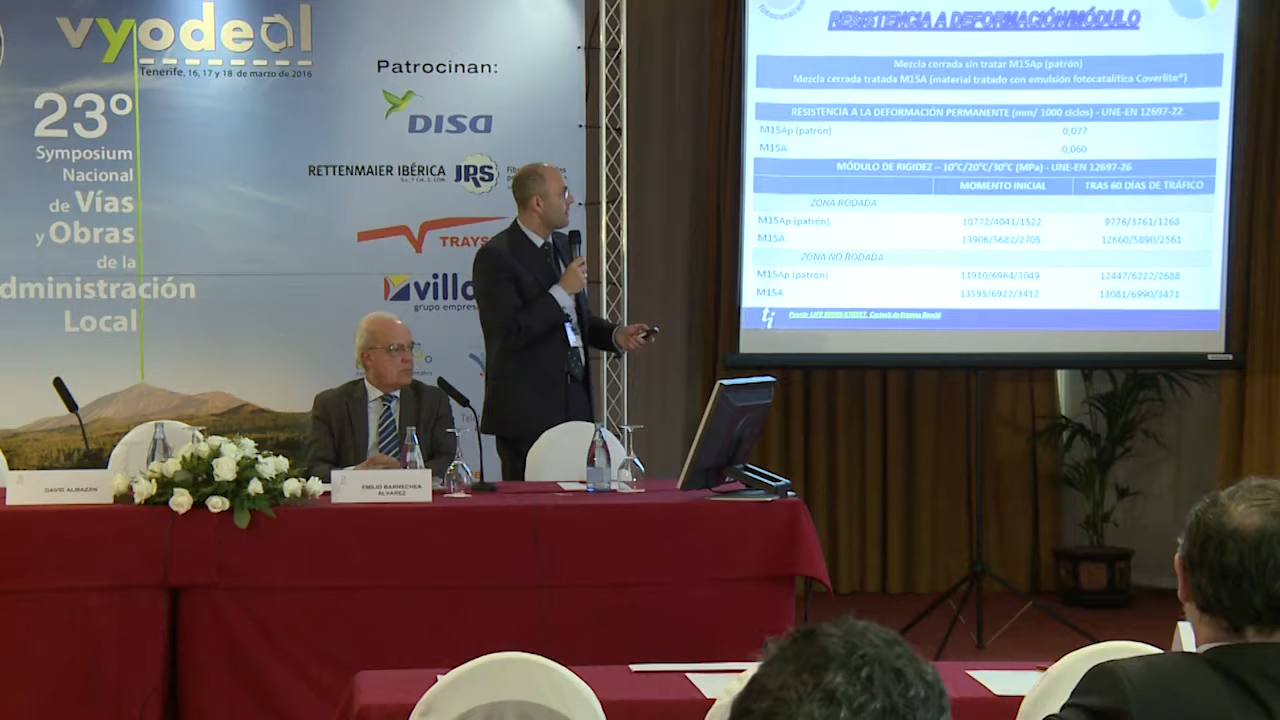 vyodeal
Tenerife, 16, 17 y 18 de marzo de 2016
23º
Symposium
Nacional
de Vías
y Obras
de la
dministración
Local
Patrocinan:
DISA
RETTENMAIER IBÉRICA
JRS
TRAYS
villa
grupo empres
DAVID ALMAZÁN
EMILIO BARRECHEA
ÁLVAREZ
RESISTENCIA A DEFORMACIÓN/MÓDULO
Mezcla cerrada sin tratar M15Ap (patrón)
Mezcla cerrada tratada M15A (material tratado con emulsión fotocatalítica Coverlite®)
RESISTENCIA A LA DEFORMACIÓN PERMANENTE (mm/ 1000 ciclos) - UNE-EN 12697-22
M15Ap (patrón) 0,077
M15A 0,060
MÓDULO DE RIGIDEZ – 10ºC/20ºC/30ºC (MPa) - UNE-EN 12697-26
MOMENTO INICIAL TRAS 60 DÍAS DE TRÁFICO
ZONA RODADA
M15Ap (patrón) 10772/4041/1522 9776/3761/1268
M15A 13906/5682/2705 12660/5890/2561
ZONA NO RODADA
M15Ap (patrón) 11910/6964/3049 12447/6222/2688
M15A 13595/6922/3412 13081/6990/3471